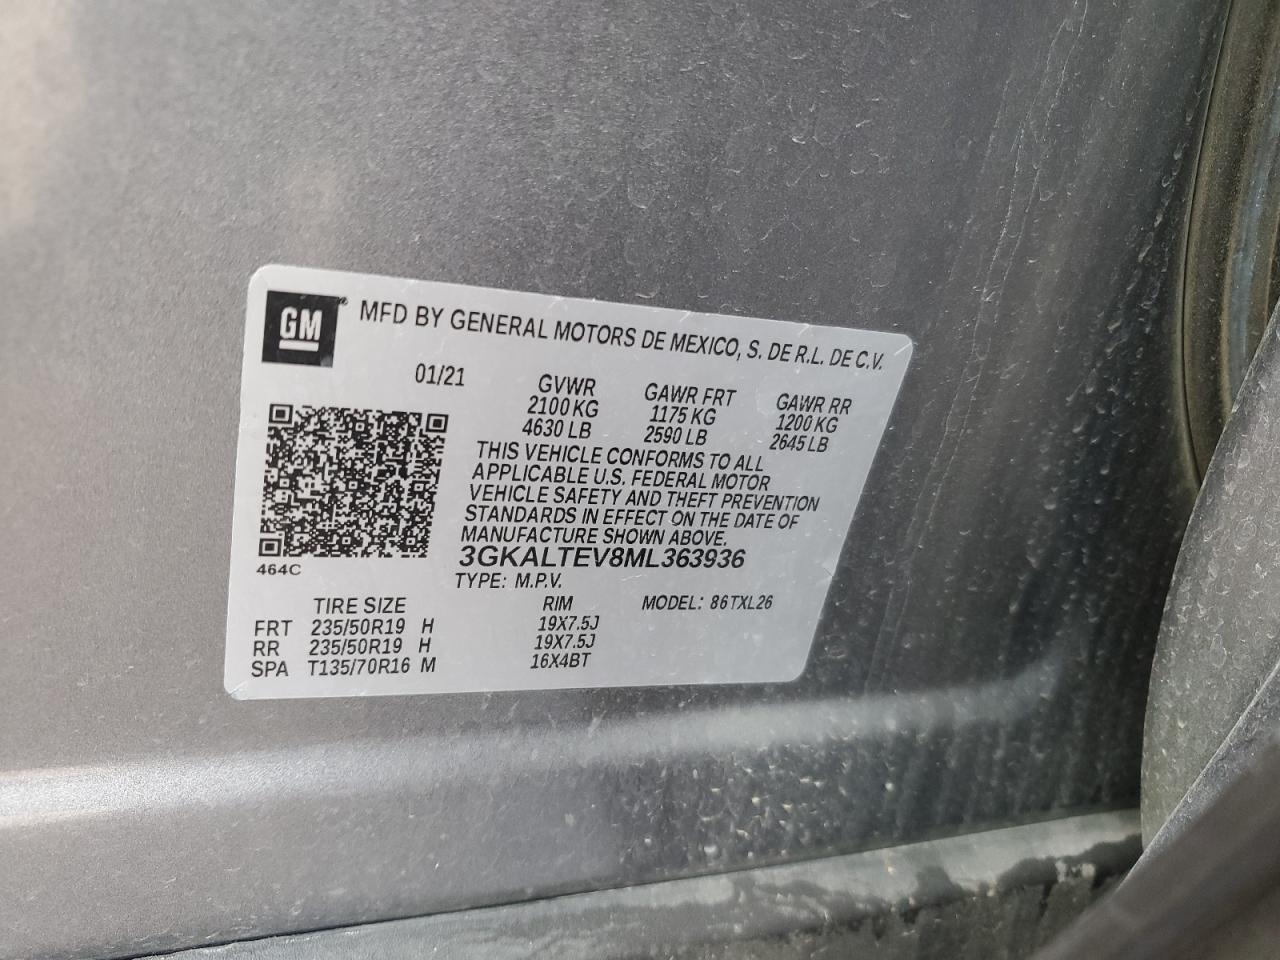 GM® MFD BY GENERAL MOTORS DE MEXICO, S. DE R.L. DE C.V.
01/21 GVWR GAWR FRT GAWR RR
2100 KG 1175 KG 1200 KG
4630 LB 2590 LB 2645 LB
THIS VEHICLE CONFORMS TO ALL
APPLICABLE U.S. FEDERAL MOTOR
VEHICLE SAFETY AND THEFT PREVENTION
STANDARDS IN EFFECT ON THE DATE OF
MANUFACTURE SHOWN ABOVE.
3GKALTEV8ML363936
464C
TYPE: M.P.V.
TIRE SIZE RIM MODEL: 86TXL26
FRT 235/50R19 H 19X7.5J
RR 235/50R19 H 19X7.5J
SPA T135/70R16 M 16X4BT